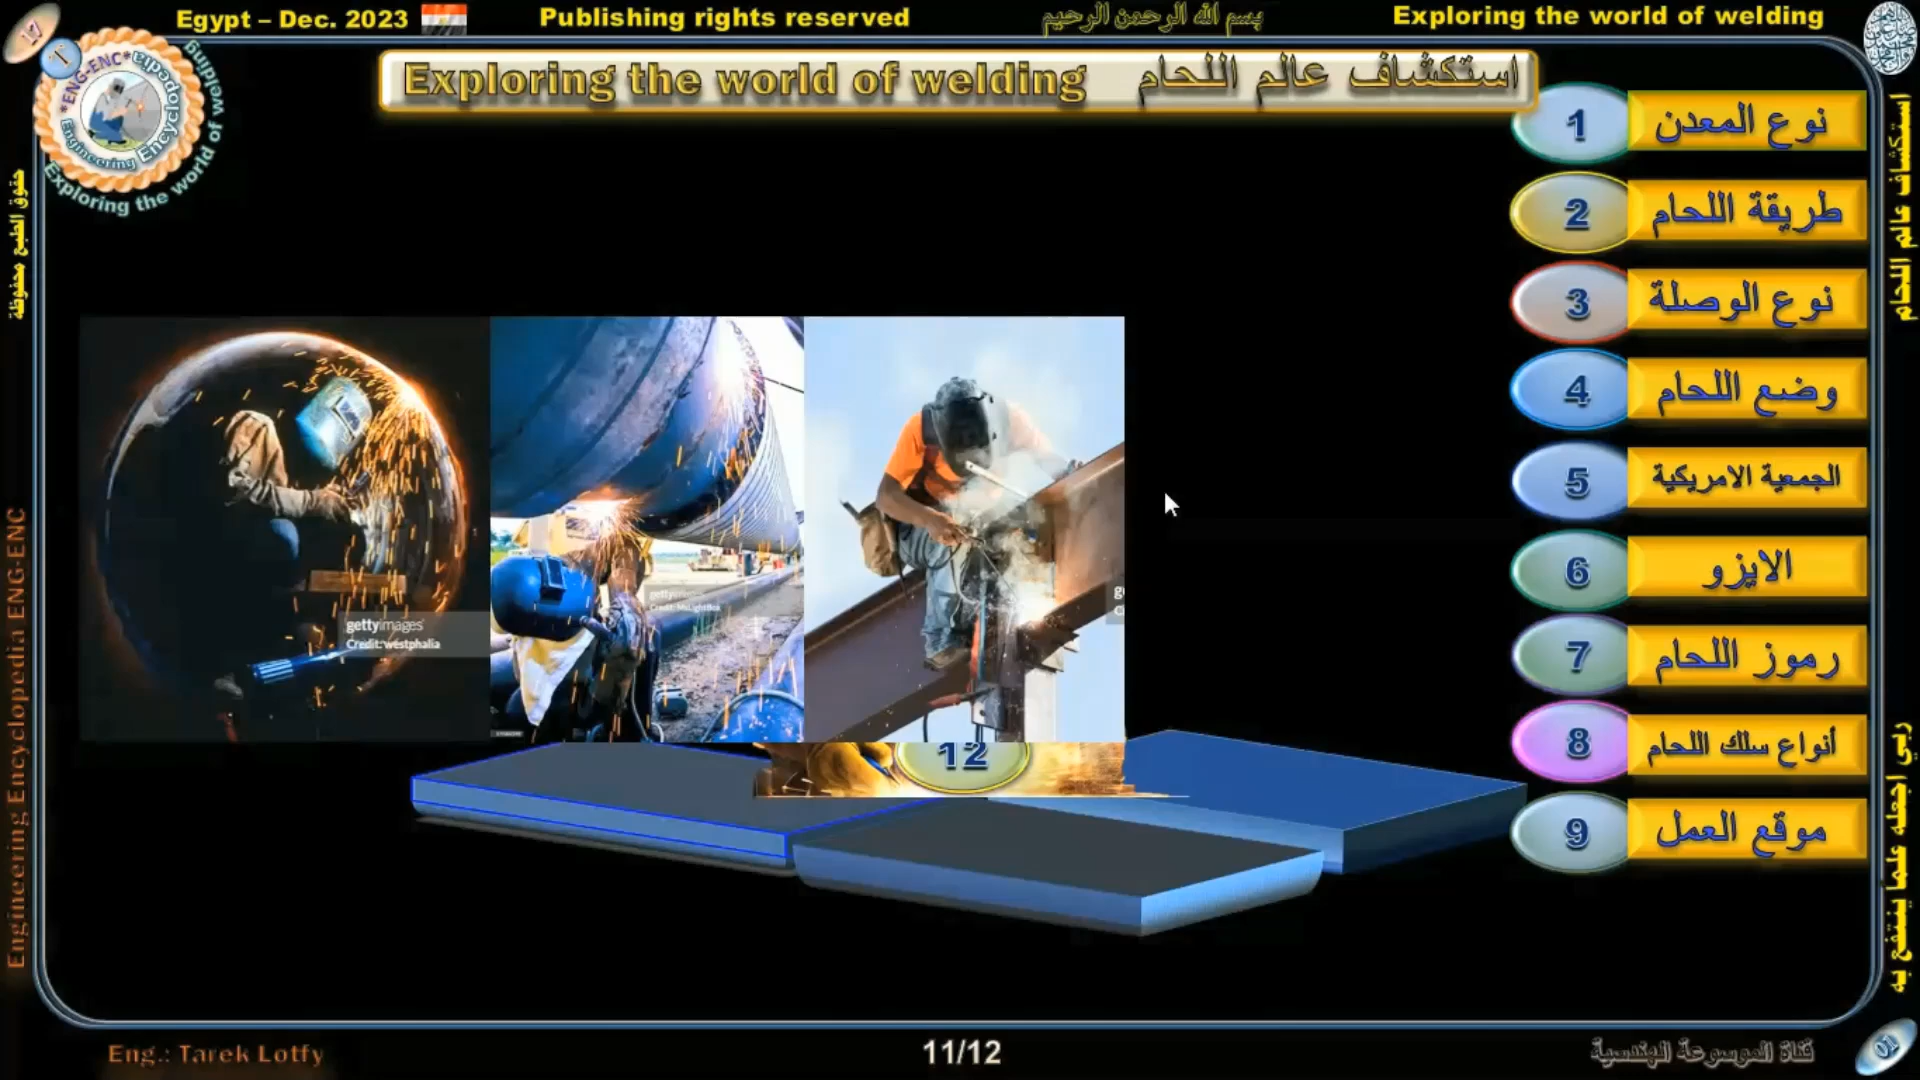 Egypt – Dec. 2023
Publishing rights reserved
بسم الله الرحمن الرحيم
Exploring the world of welding
17
1
*ENG-ENC*
Engineering Encyclopedia
Exploring the world of welding
Exploring the world of welding
استكشاف عالم اللحام
1
نوع المعدن
2
طريقة اللحام
3
نوع الوصلة
4
وضع اللحام
5
الجمعية الامريكية
6
الايزو
7
رموز اللحام
8
أنواع سلك اللحام
9
موقع العمل
حقوق الطبع محفوظة
Engineering Encyclopedia ENG-ENC
استكشاف عالم اللحام
ربي اجعله علما ينتفع به
gettyimages
Credit: westphalia
12
Eng.: Tarek Lotfy
11/12
قناة الموسوعة الهندسية
01